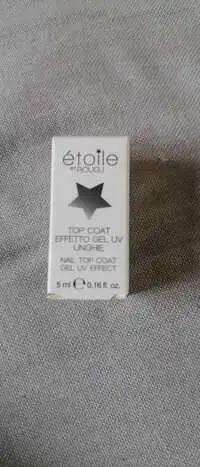 étoile
BY ROUGJ
TOP COAT
EFFETTO GEL UV
UNGHIE
NAIL TOP COAT
GEL UV EFFECT
5 ml e 0,16 fl. oz.